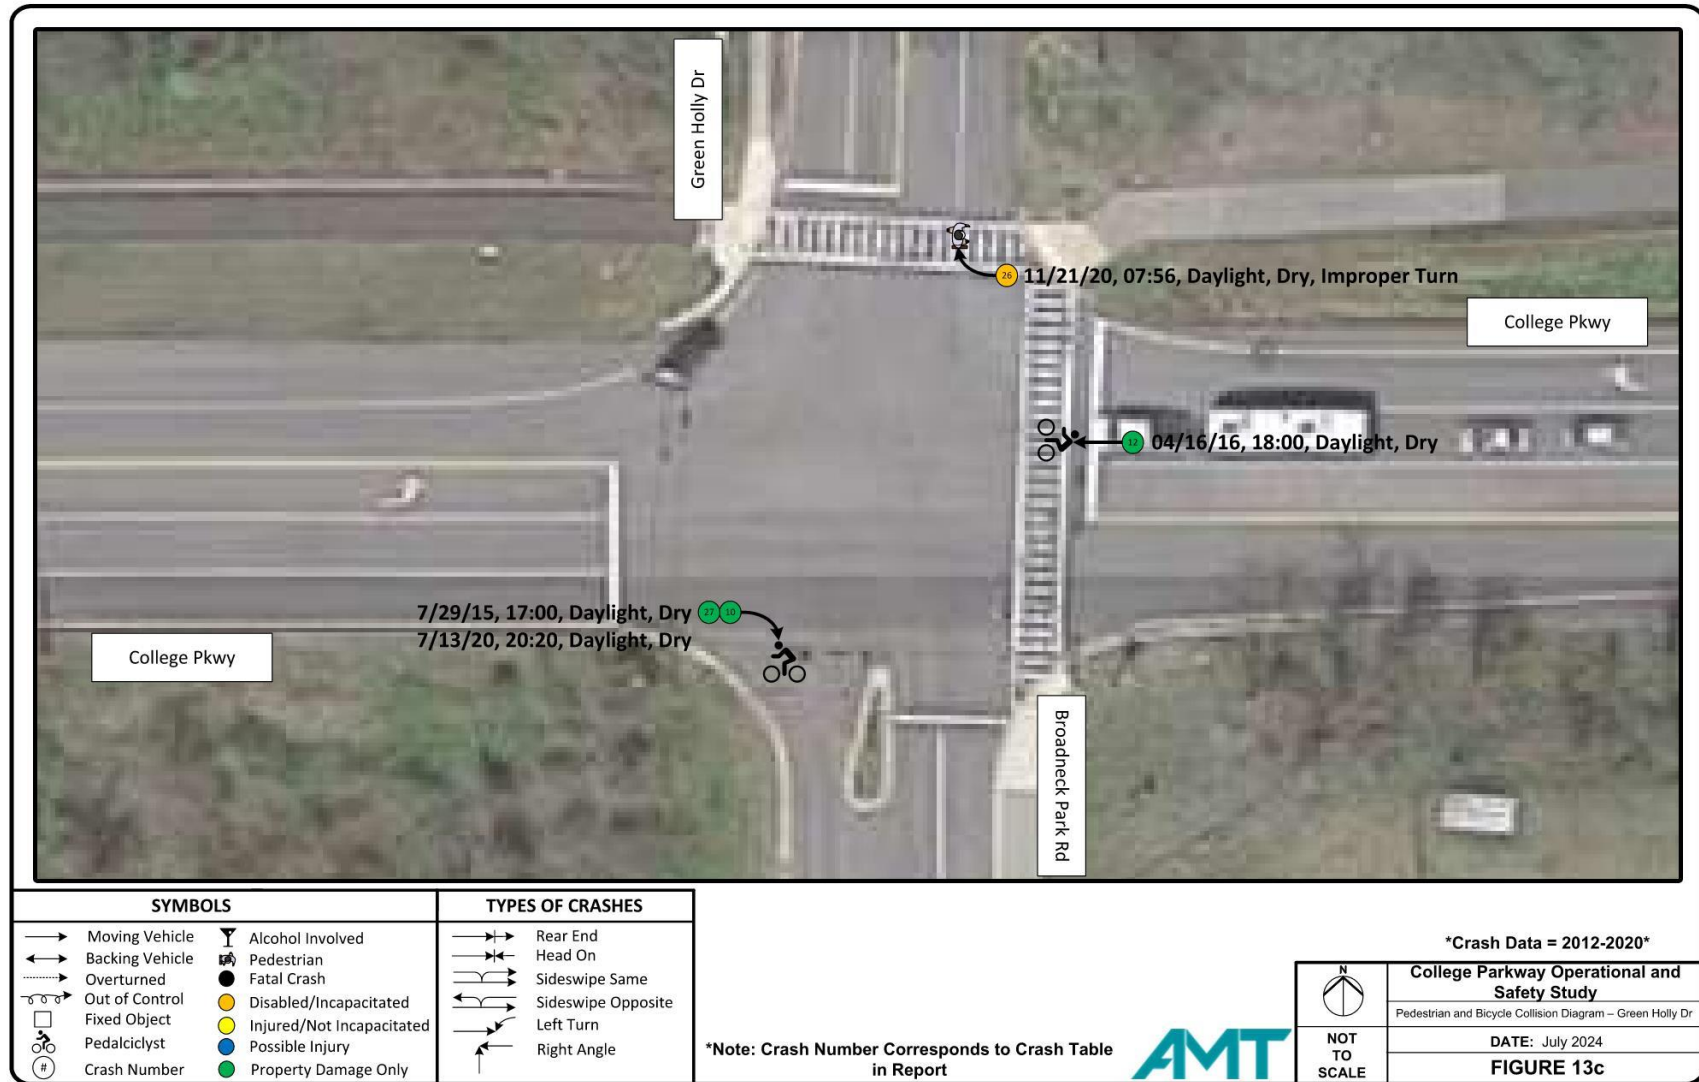 Green Holly Dr
26 11/21/20, 07:56, Daylight, Dry, Improper Turn
College Pkwy
12 04/16/16, 18:00, Daylight, Dry
7/29/15, 17:00, Daylight, Dry 27 10
7/13/20, 20:20, Daylight, Dry
College Pkwy
Broadneck Park Rd
SYMBOLS
Moving Vehicle
Backing Vehicle
Overturned
Out of Control
Fixed Object
Pedalciclyst
# Crash Number
Alcohol Involved
Pedestrian
Fatal Crash
Disabled/Incapacitated
Injured/Not Incapacitated
Possible Injury
Property Damage Only
TYPES OF CRASHES
Rear End
Head On
Sideswipe Same
Sideswipe Opposite
Left Turn
Right Angle
*Note: Crash Number Corresponds to Crash Table
in Report
AMT
*Crash Data = 2012-2020*
N
NOT
TO
SCALE
College Parkway Operational and
Safety Study
Pedestrian and Bicycle Collision Diagram – Green Holly Dr
DATE: July 2024
FIGURE 13c